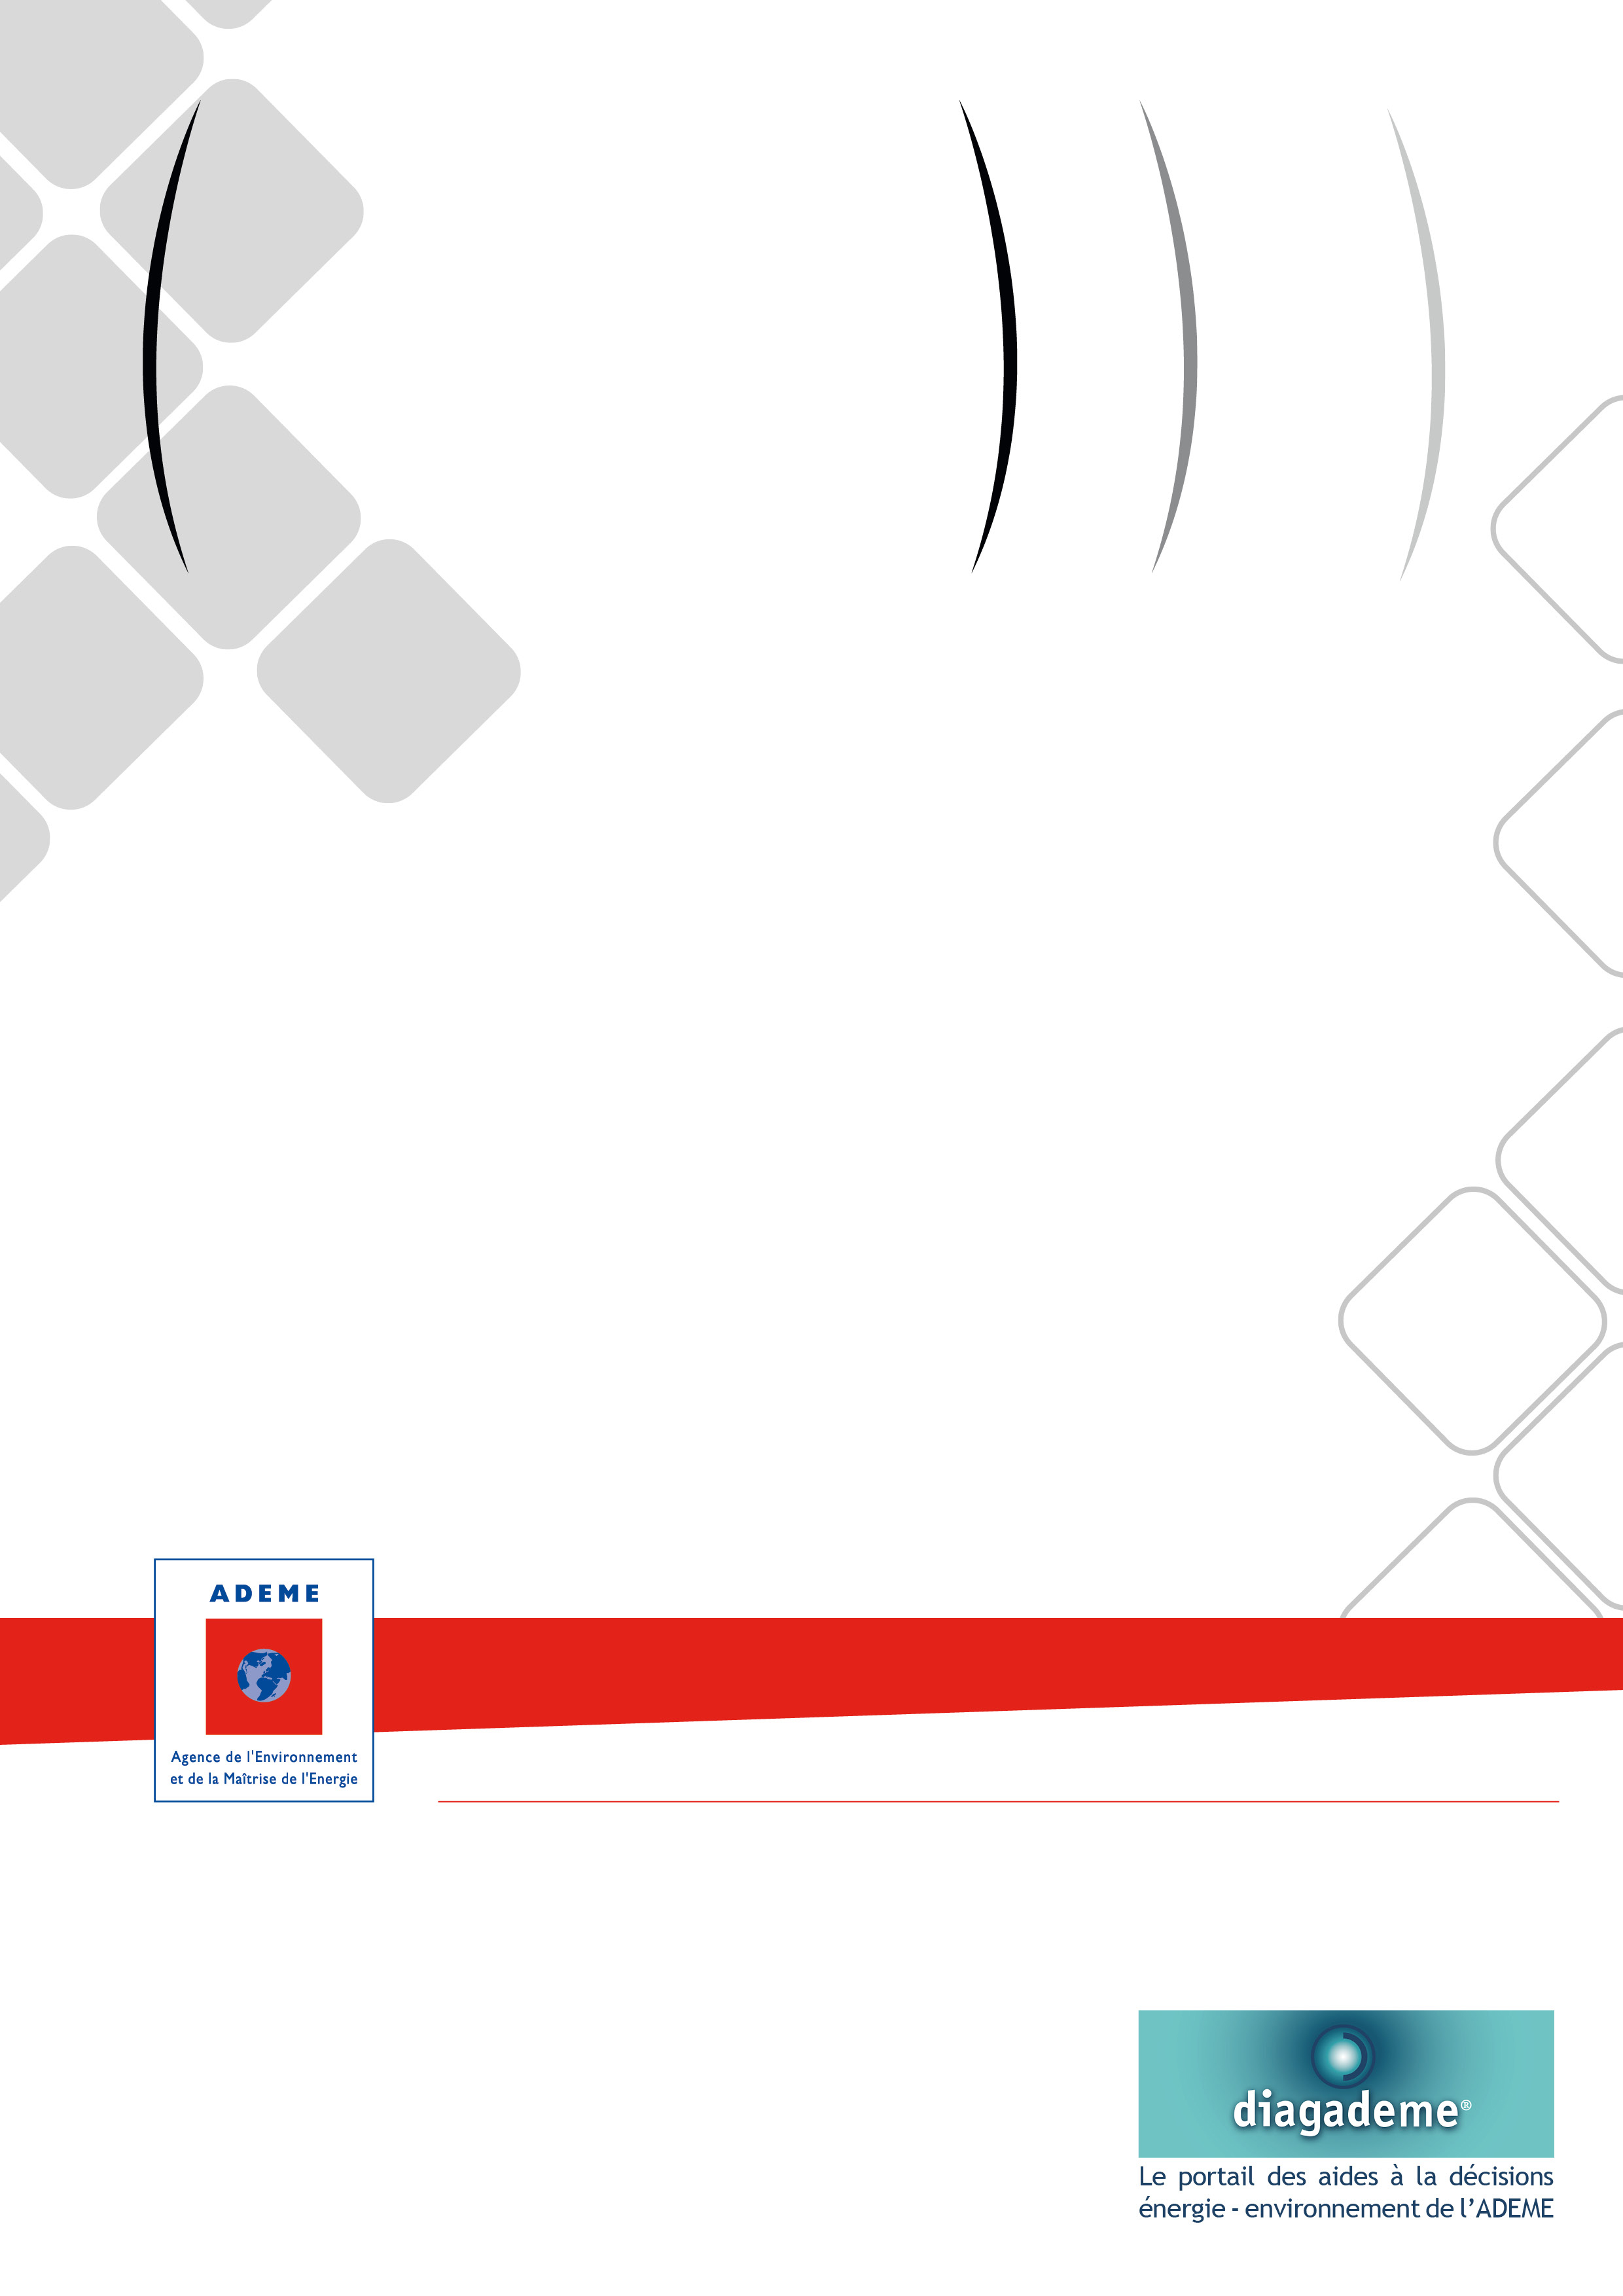 ADEME
Agence de l'Environnement
et de la Maîtrise de l'Energie
diagademe®
Le portail des aides à la décisions
énergie - environnement de l’ADEME